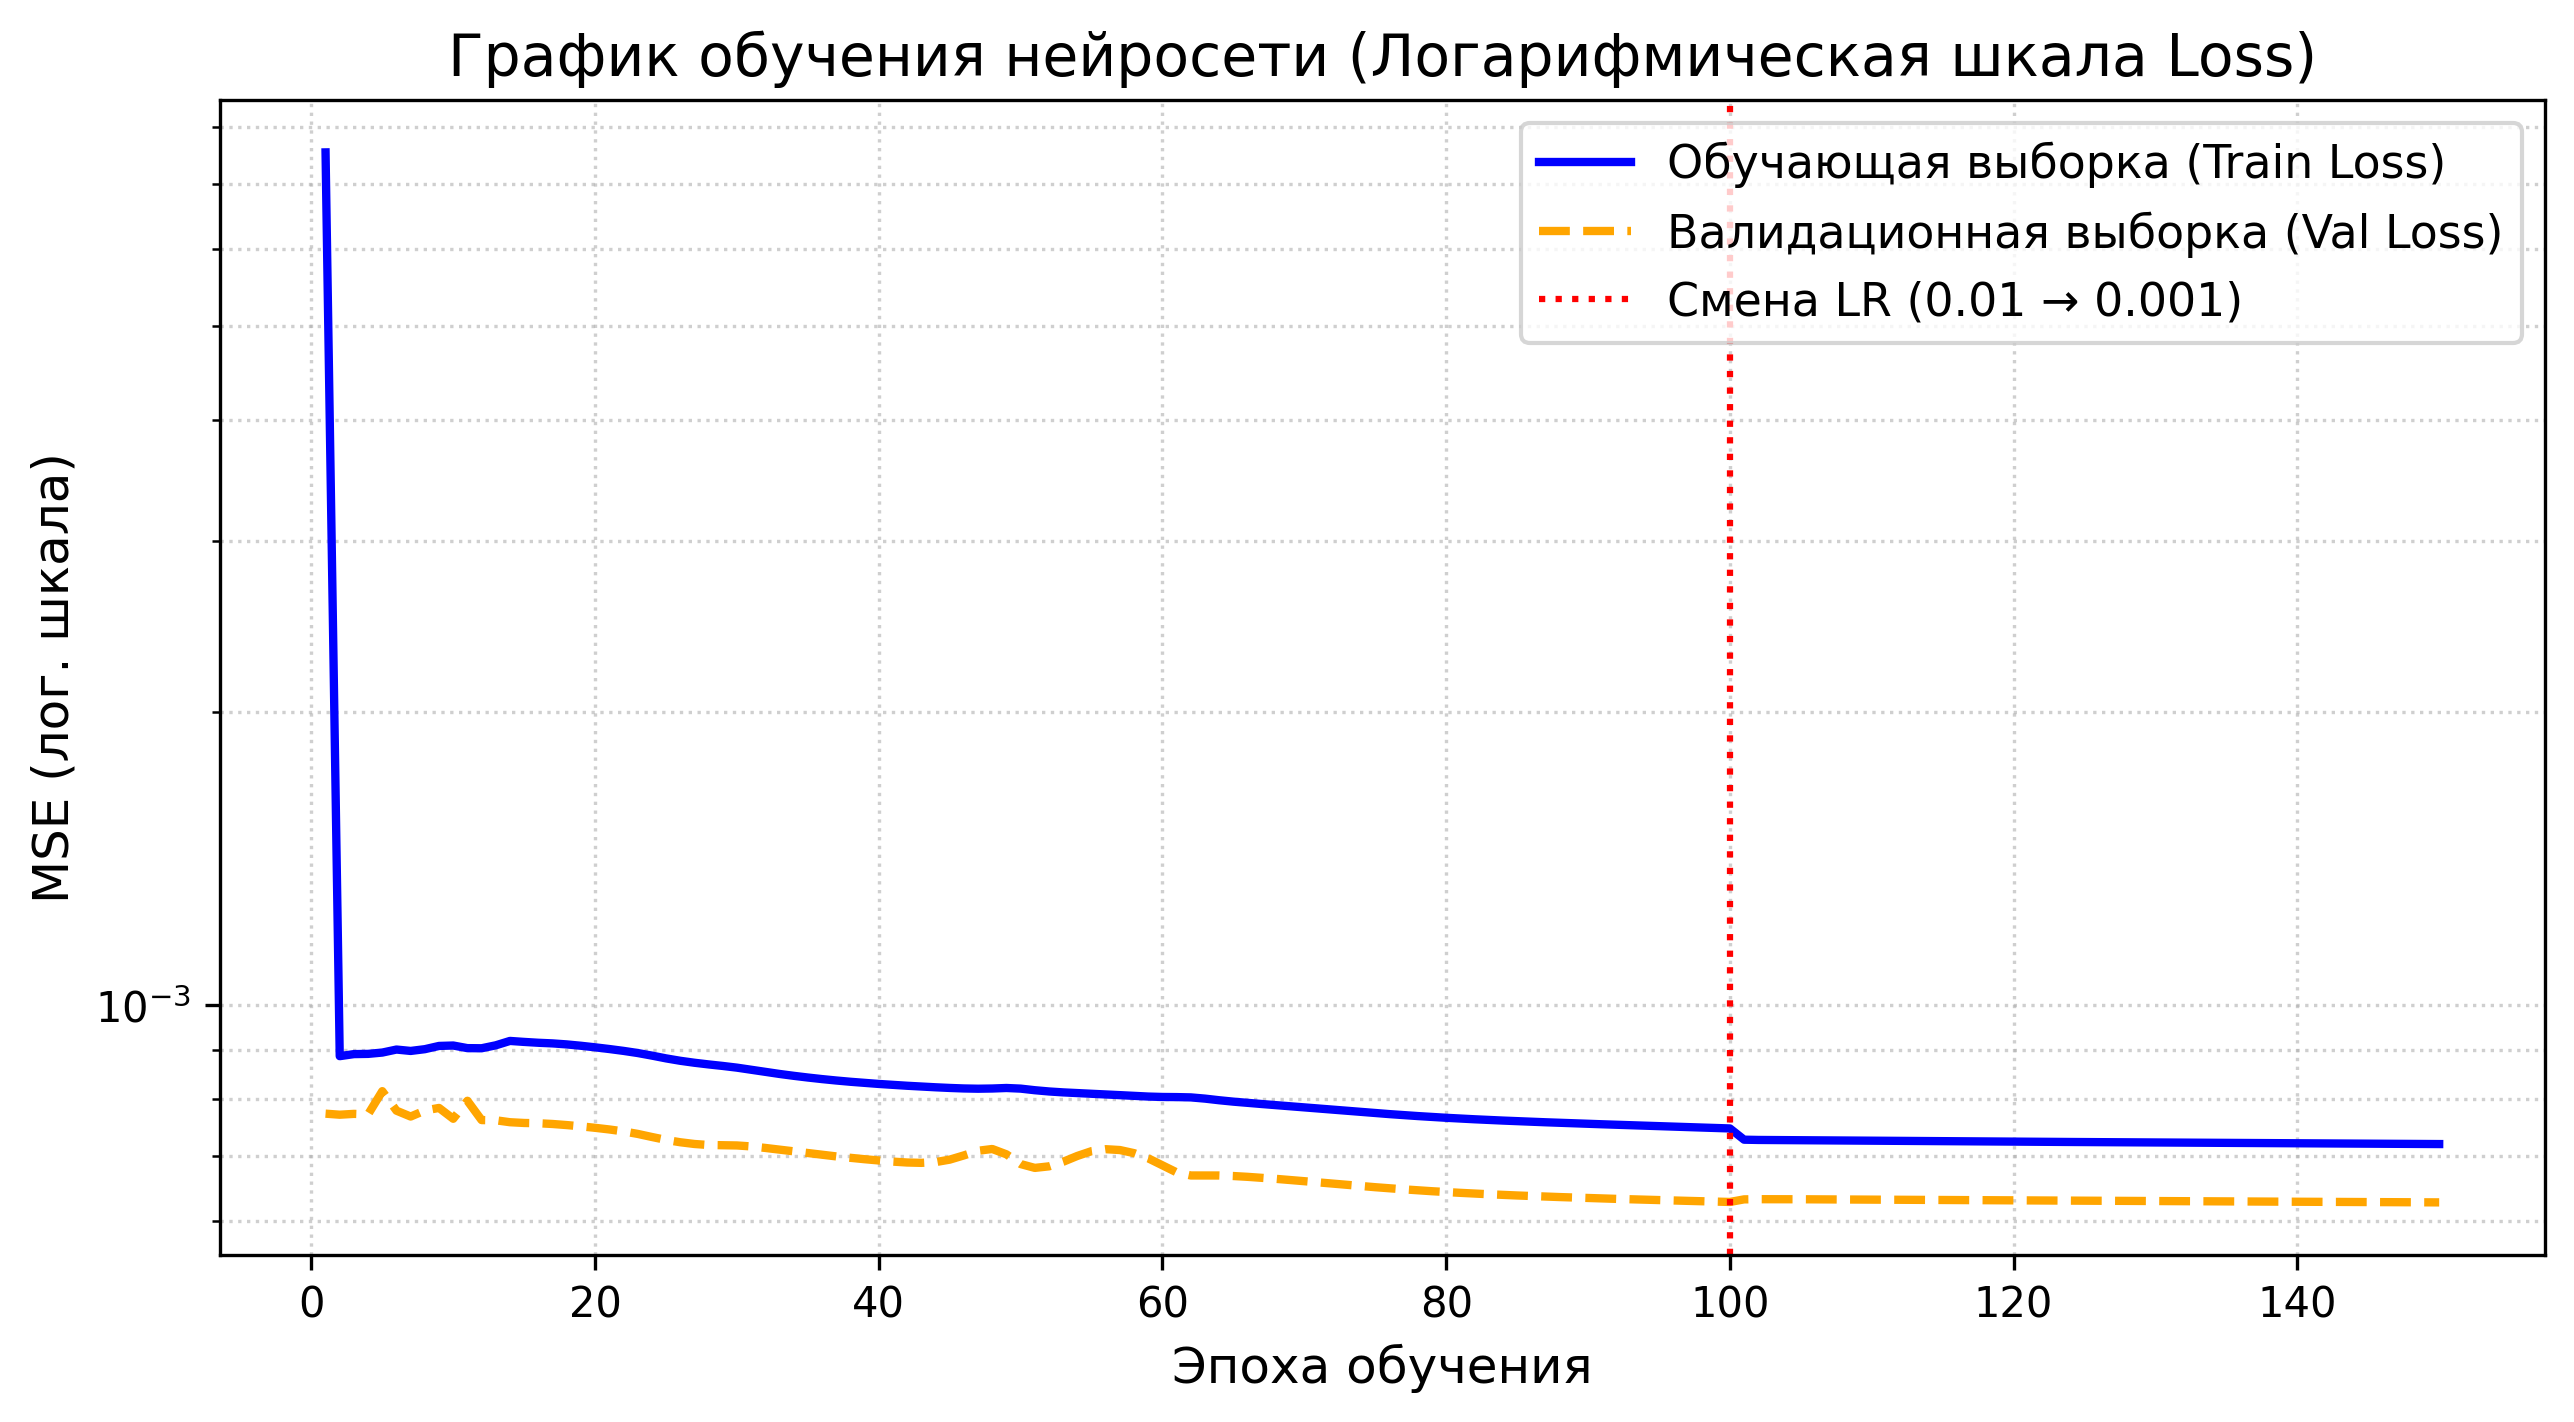 График обучения нейросети (Логарифмическая шкала Loss)
Обучающая выборка (Train Loss)
Валидационная выборка (Val Loss)
Смена LR (0.01 → 0.001)
MSE (лог. шкала)
10⁻³
0 20 40 60 80 100 120 140
Эпоха обучения